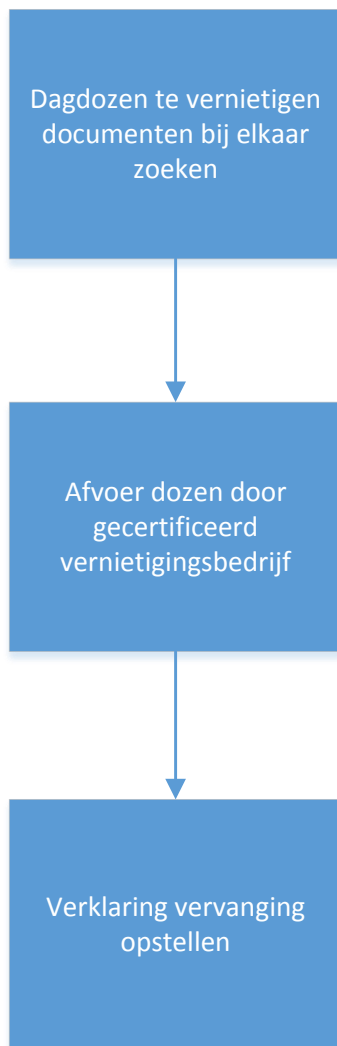 Dagdozen te vernietigen
documenten bij elkaar
zoeken
Afvoer dozen door
gecertificeerd
vernietigingsbedrijf
Verklaring vervanging
opstellen